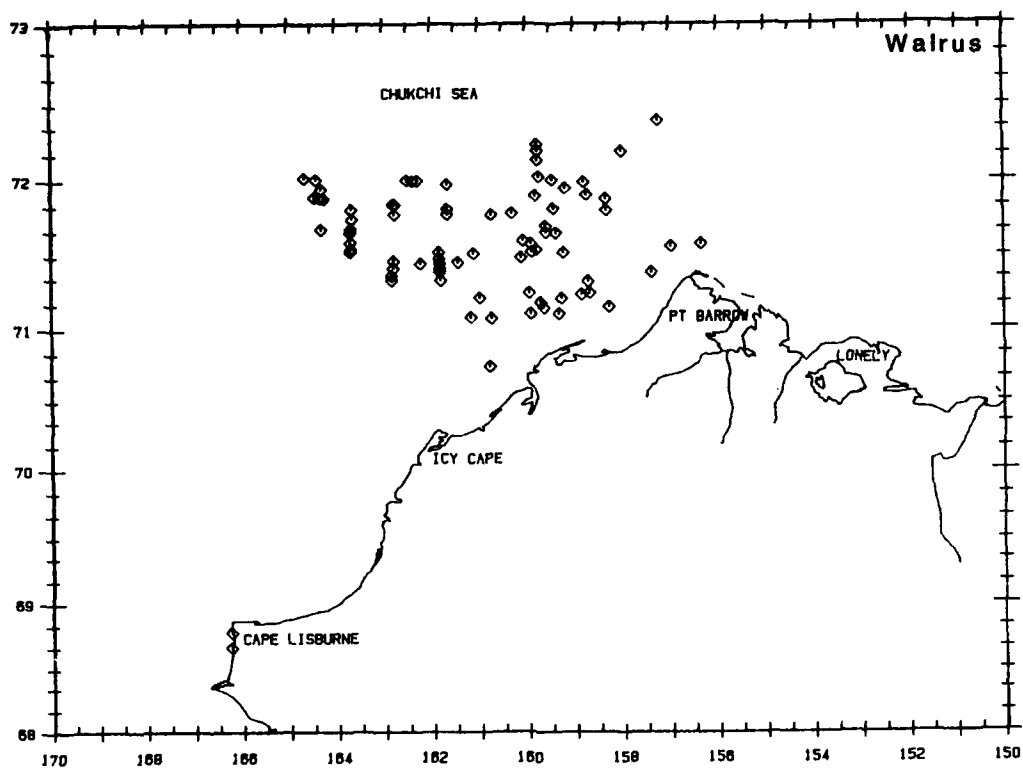 73
Walrus
CHUKCHI SEA
72
71
PT BARROW
LONELY
ICY CAPE
70
69
CAPE LISBURNE
68
170 168 166 164 162 160 158 156 154 152 150